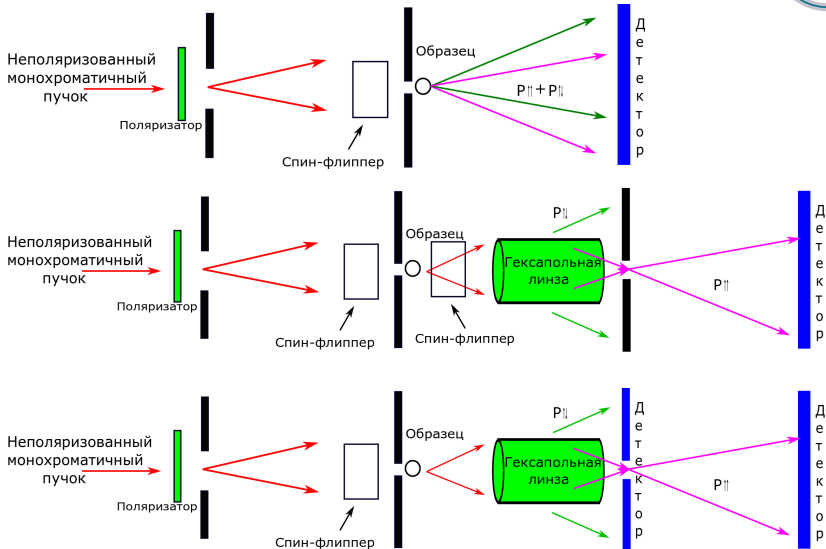 Неполяризованный
монохроматичный
пучок
Поляризатор
Спин-флиппер
Образец
P⇈+P⇅
Детектор
Неполяризованный
монохроматичный
пучок
Поляризатор
Спин-флиппер
Образец
Спин-флиппер
Гексапольная
линза
P⇅
P⇈
Детектор
Неполяризованный
монохроматичный
пучок
Поляризатор
Спин-флиппер
Образец
Гексапольная
линза
P⇅
Детектор
P⇈
Детектор